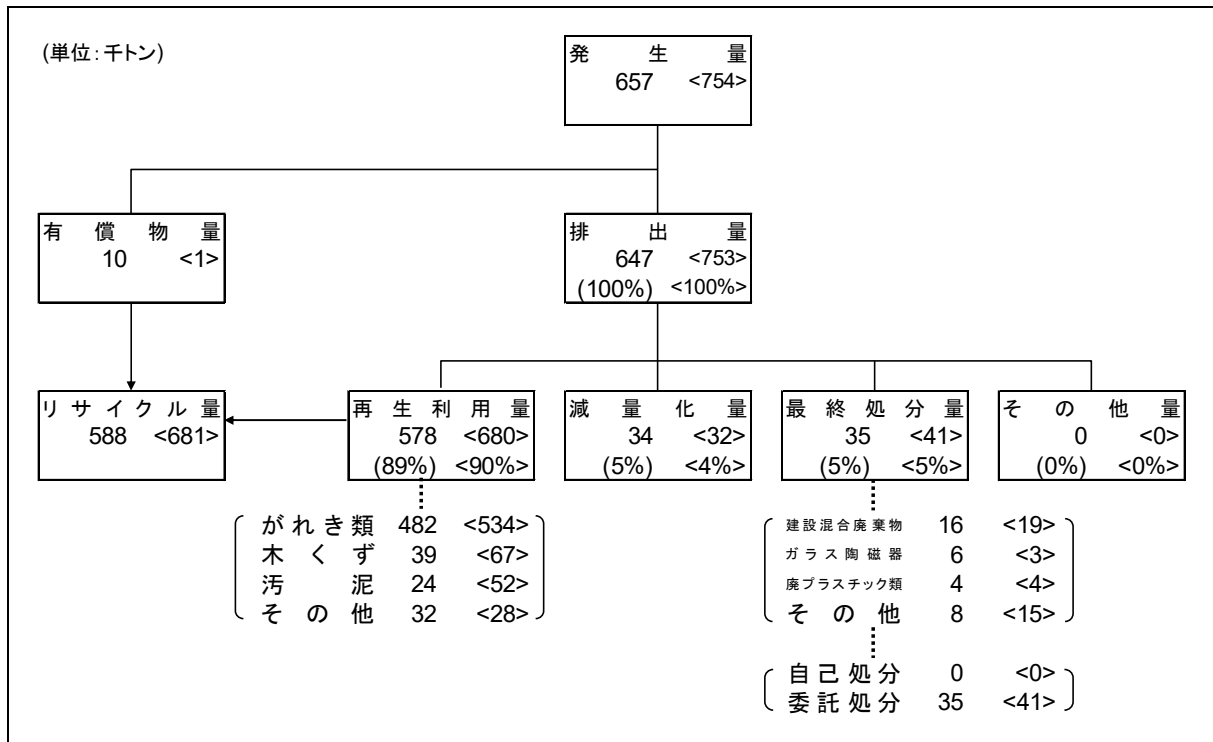 (単位:千トン)
発生量
657 <754>
有償物量
10 <1>
排出量
647 <753>
(100%) <100%>
リサイクル量
588 <681>
再生利用量
578 <680>
(89%) <90%>
減量化量
34 <32>
(5%) <4%>
最終処分量
35 <41>
(5%) <5%>
その他量
0 <0>
(0%) <0%>
がれき類 482 <534>
木くず 39 <67>
汚泥 24 <52>
その他 32 <28>
建設混合廃棄物 16 <19>
ガラス陶磁器 6 <3>
廃プラスチック類 4 <4>
その他 8 <15>
自己処分 0 <0>
委託処分 35 <41>